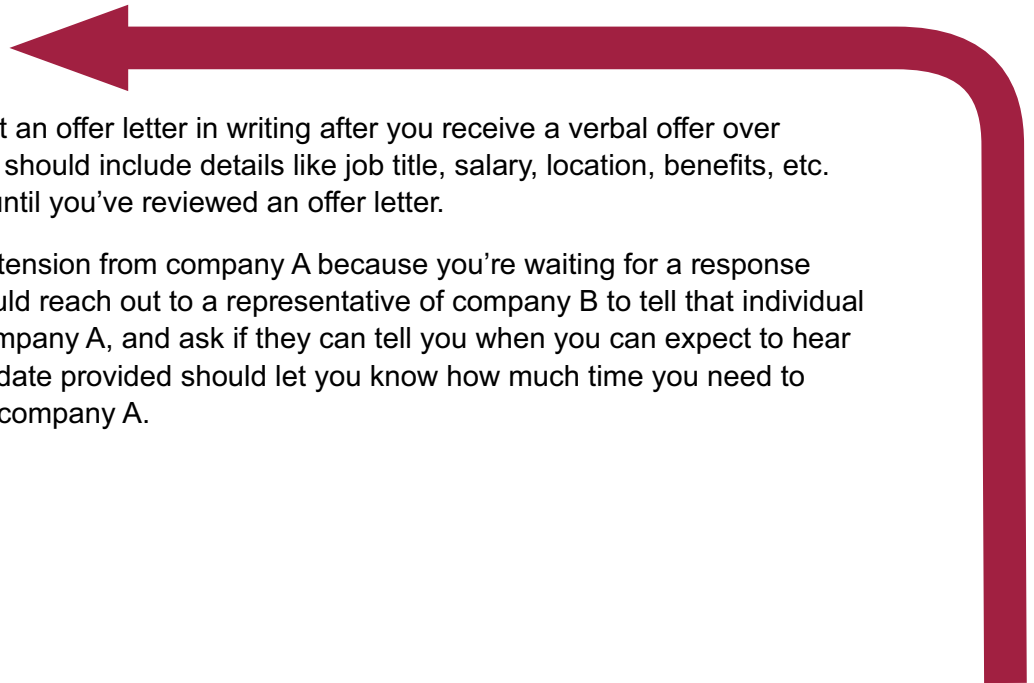 t an offer letter in writing after you receive a verbal offer over
should include details like job title, salary, location, benefits, etc.
until you’ve reviewed an offer letter.
tension from company A because you’re waiting for a response
uld reach out to a representative of company B to tell that individual
mpany A, and ask if they can tell you when you can expect to hear
date provided should let you know how much time you need to
company A.